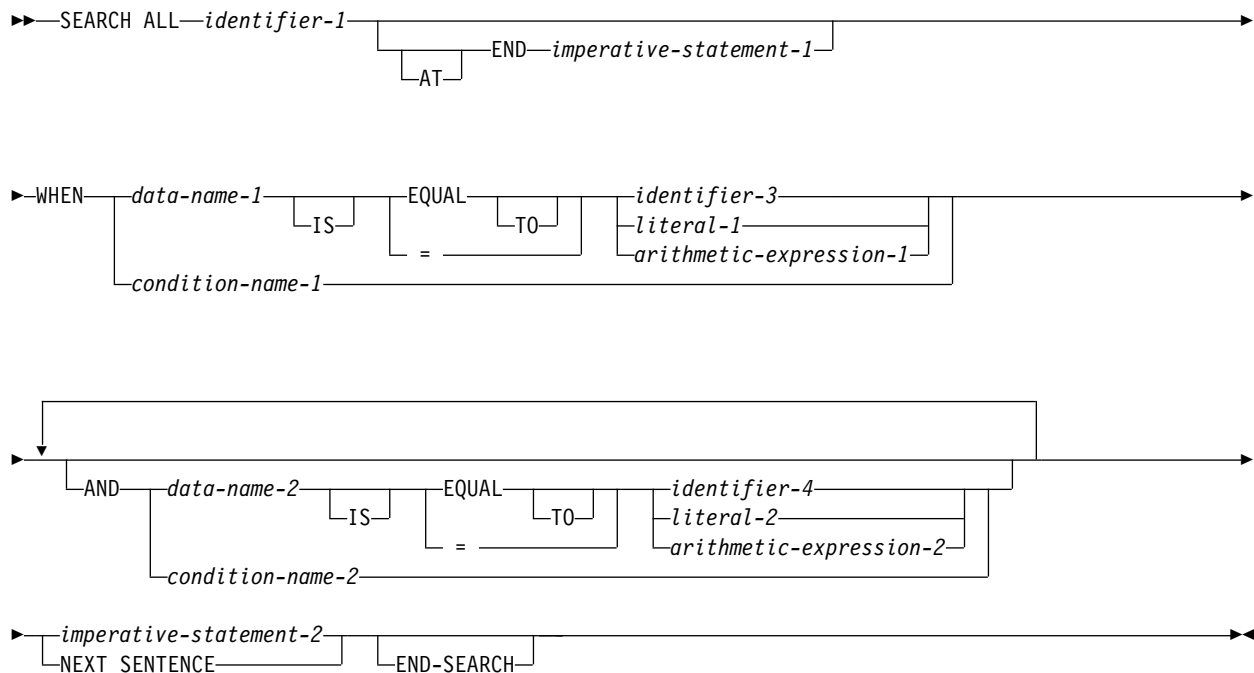 SEARCH ALL identifier-1
END imperative-statement-1
AT
WHEN data-name-1 EQUAL identifier-3
IS TO literal-1
= arithmetic-expression-1
condition-name-1
AND data-name-2 EQUAL identifier-4
IS TO literal-2
= arithmetic-expression-2
condition-name-2
imperative-statement-2
NEXT SENTENCE END-SEARCH